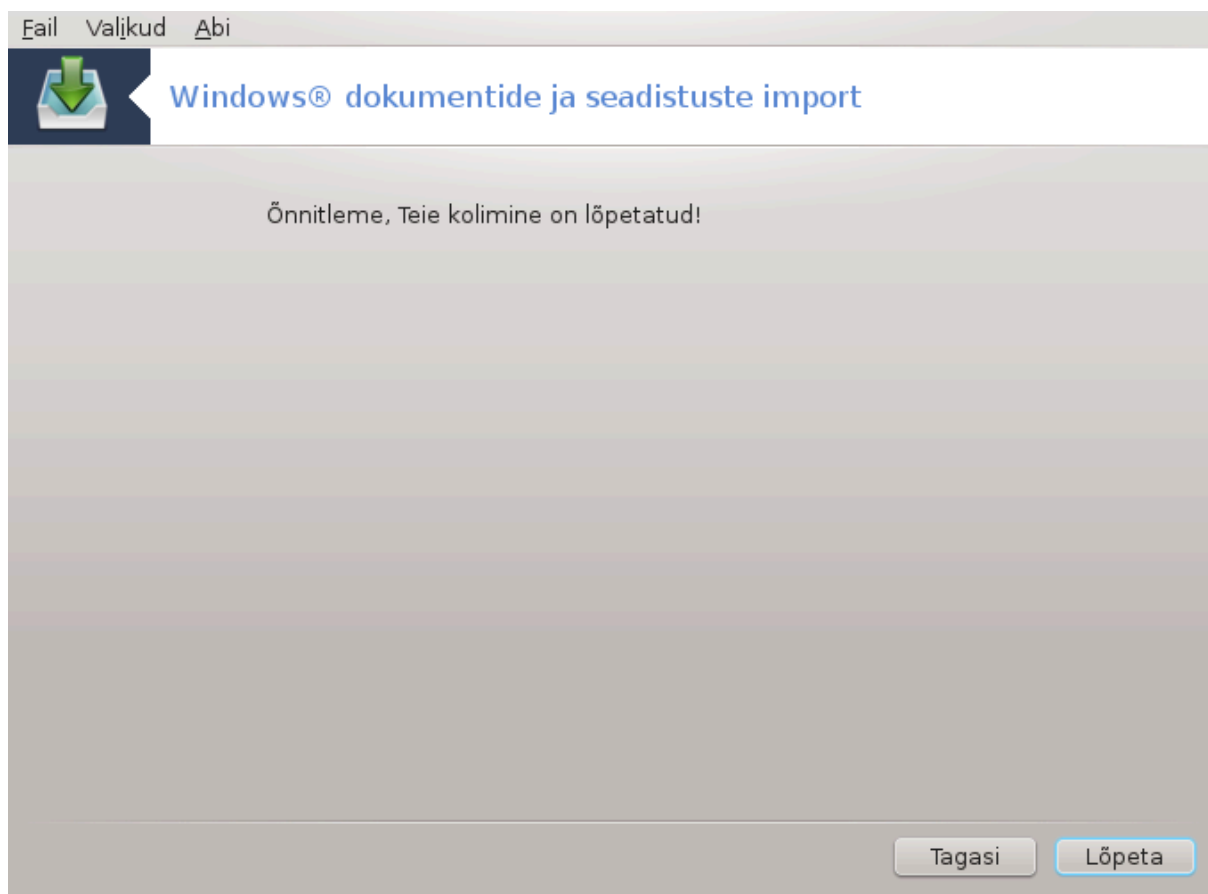 Fail Valikud Abi
Windows® dokumentide ja seadistuste import
Õnnitleme, Teie kolimine on lõpetatud!
Tagasi Lõpeta